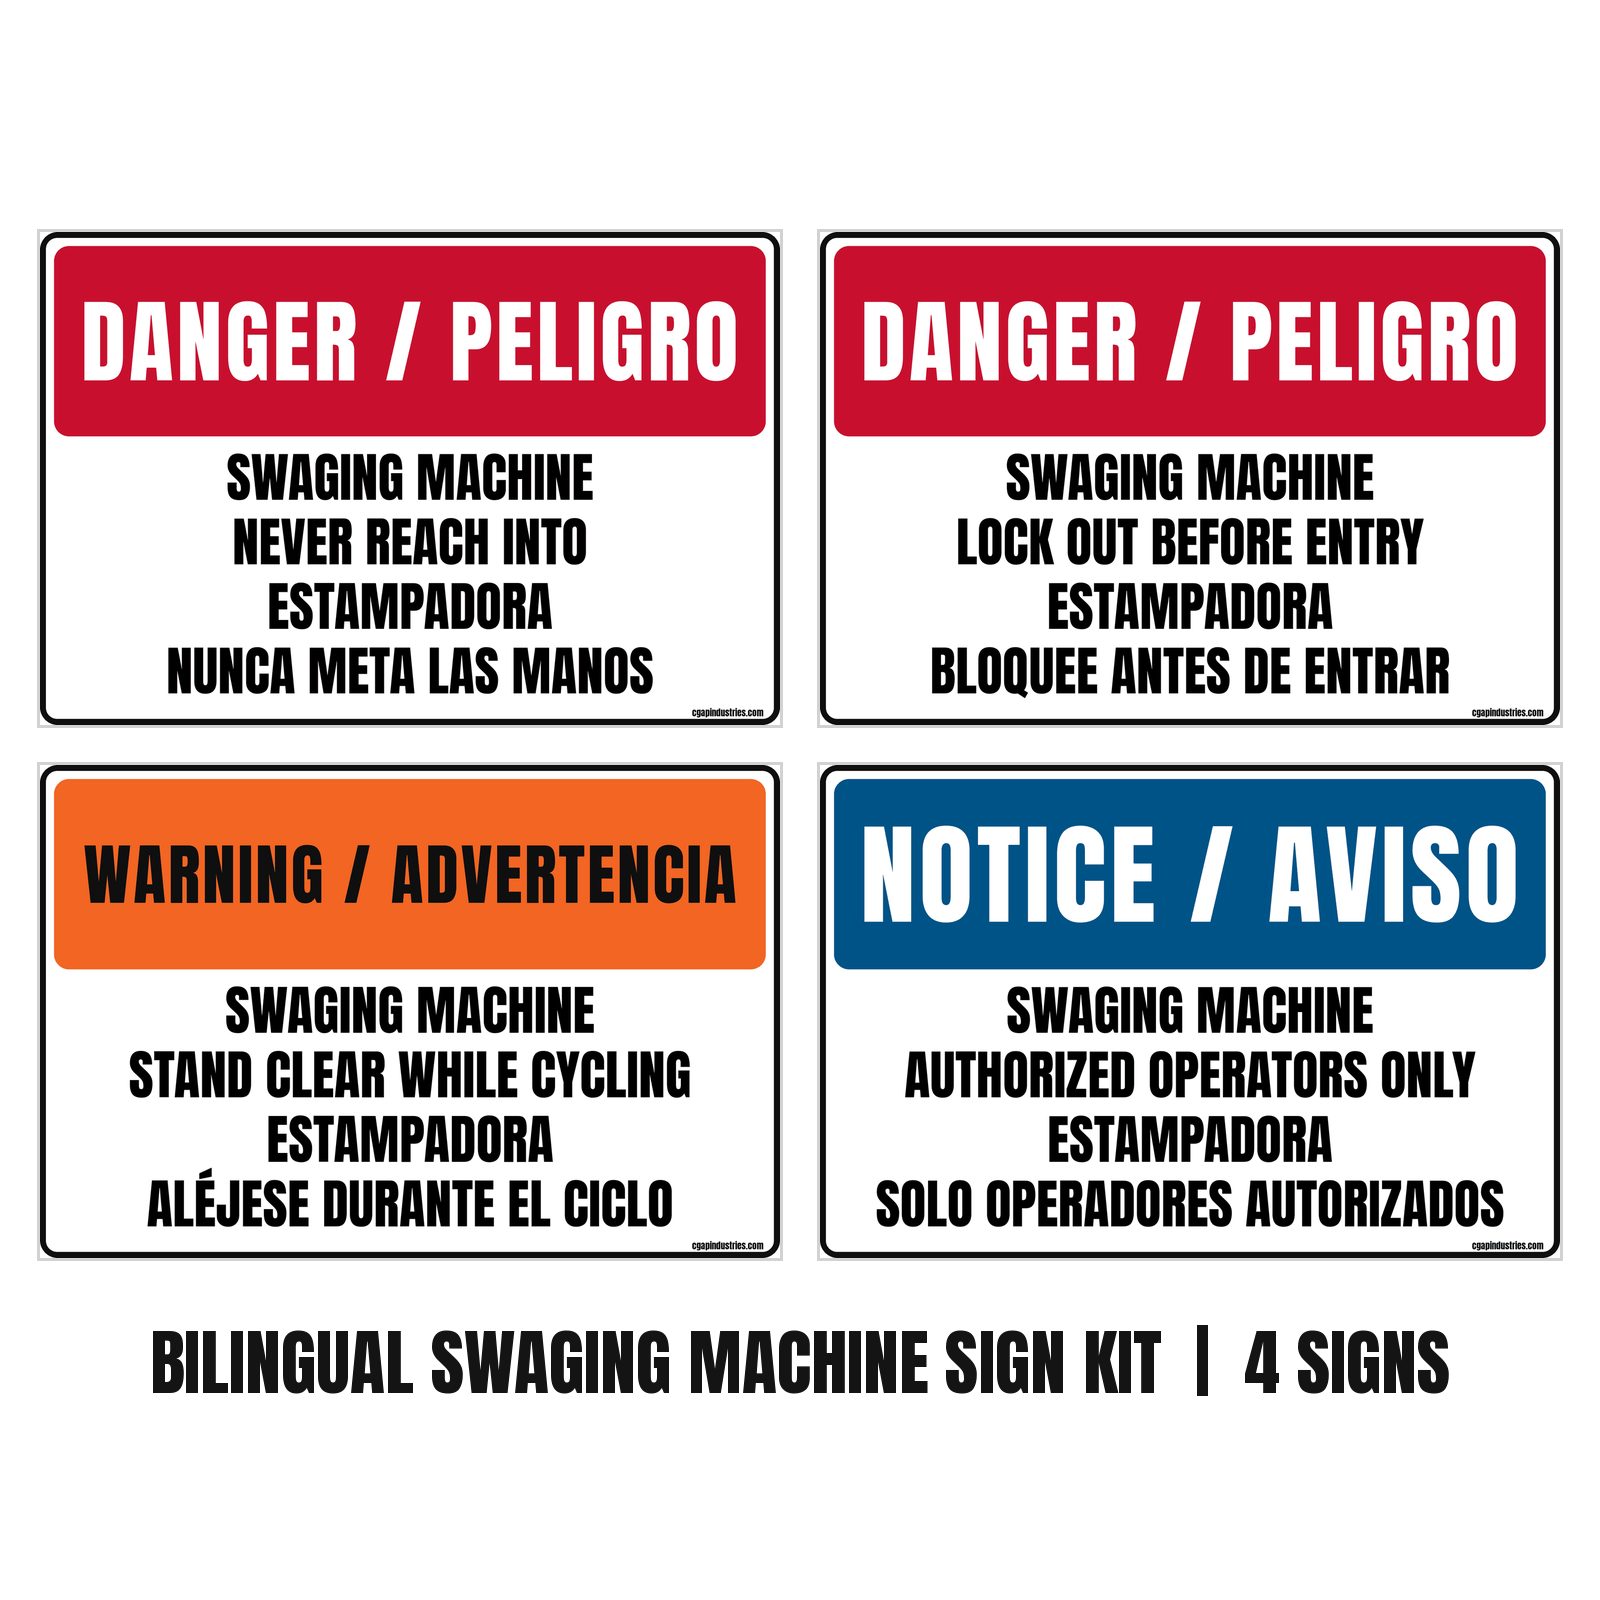 DANGER / PELIGRO
SWAGING MACHINE
NEVER REACH INTO
ESTAMPADORA
NUNCA META LAS MANOS
cgapindustries.com
DANGER / PELIGRO
SWAGING MACHINE
LOCK OUT BEFORE ENTRY
ESTAMPADORA
BLOQUEE ANTES DE ENTRAR
cgapindustries.com
WARNING / ADVERTENCIA
SWAGING MACHINE
STAND CLEAR WHILE CYCLING
ESTAMPADORA
ALÉJESE DURANTE EL CICLO
cgapindustries.com
NOTICE / AVISO
SWAGING MACHINE
AUTHORIZED OPERATORS ONLY
ESTAMPADORA
SOLO OPERADORES AUTORIZADOS
cgapindustries.com
BILINGUAL SWAGING MACHINE SIGN KIT | 4 SIGNS